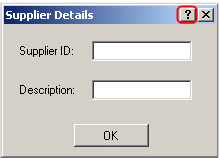 Supplier Details ?
Supplier ID:
Description:
OK